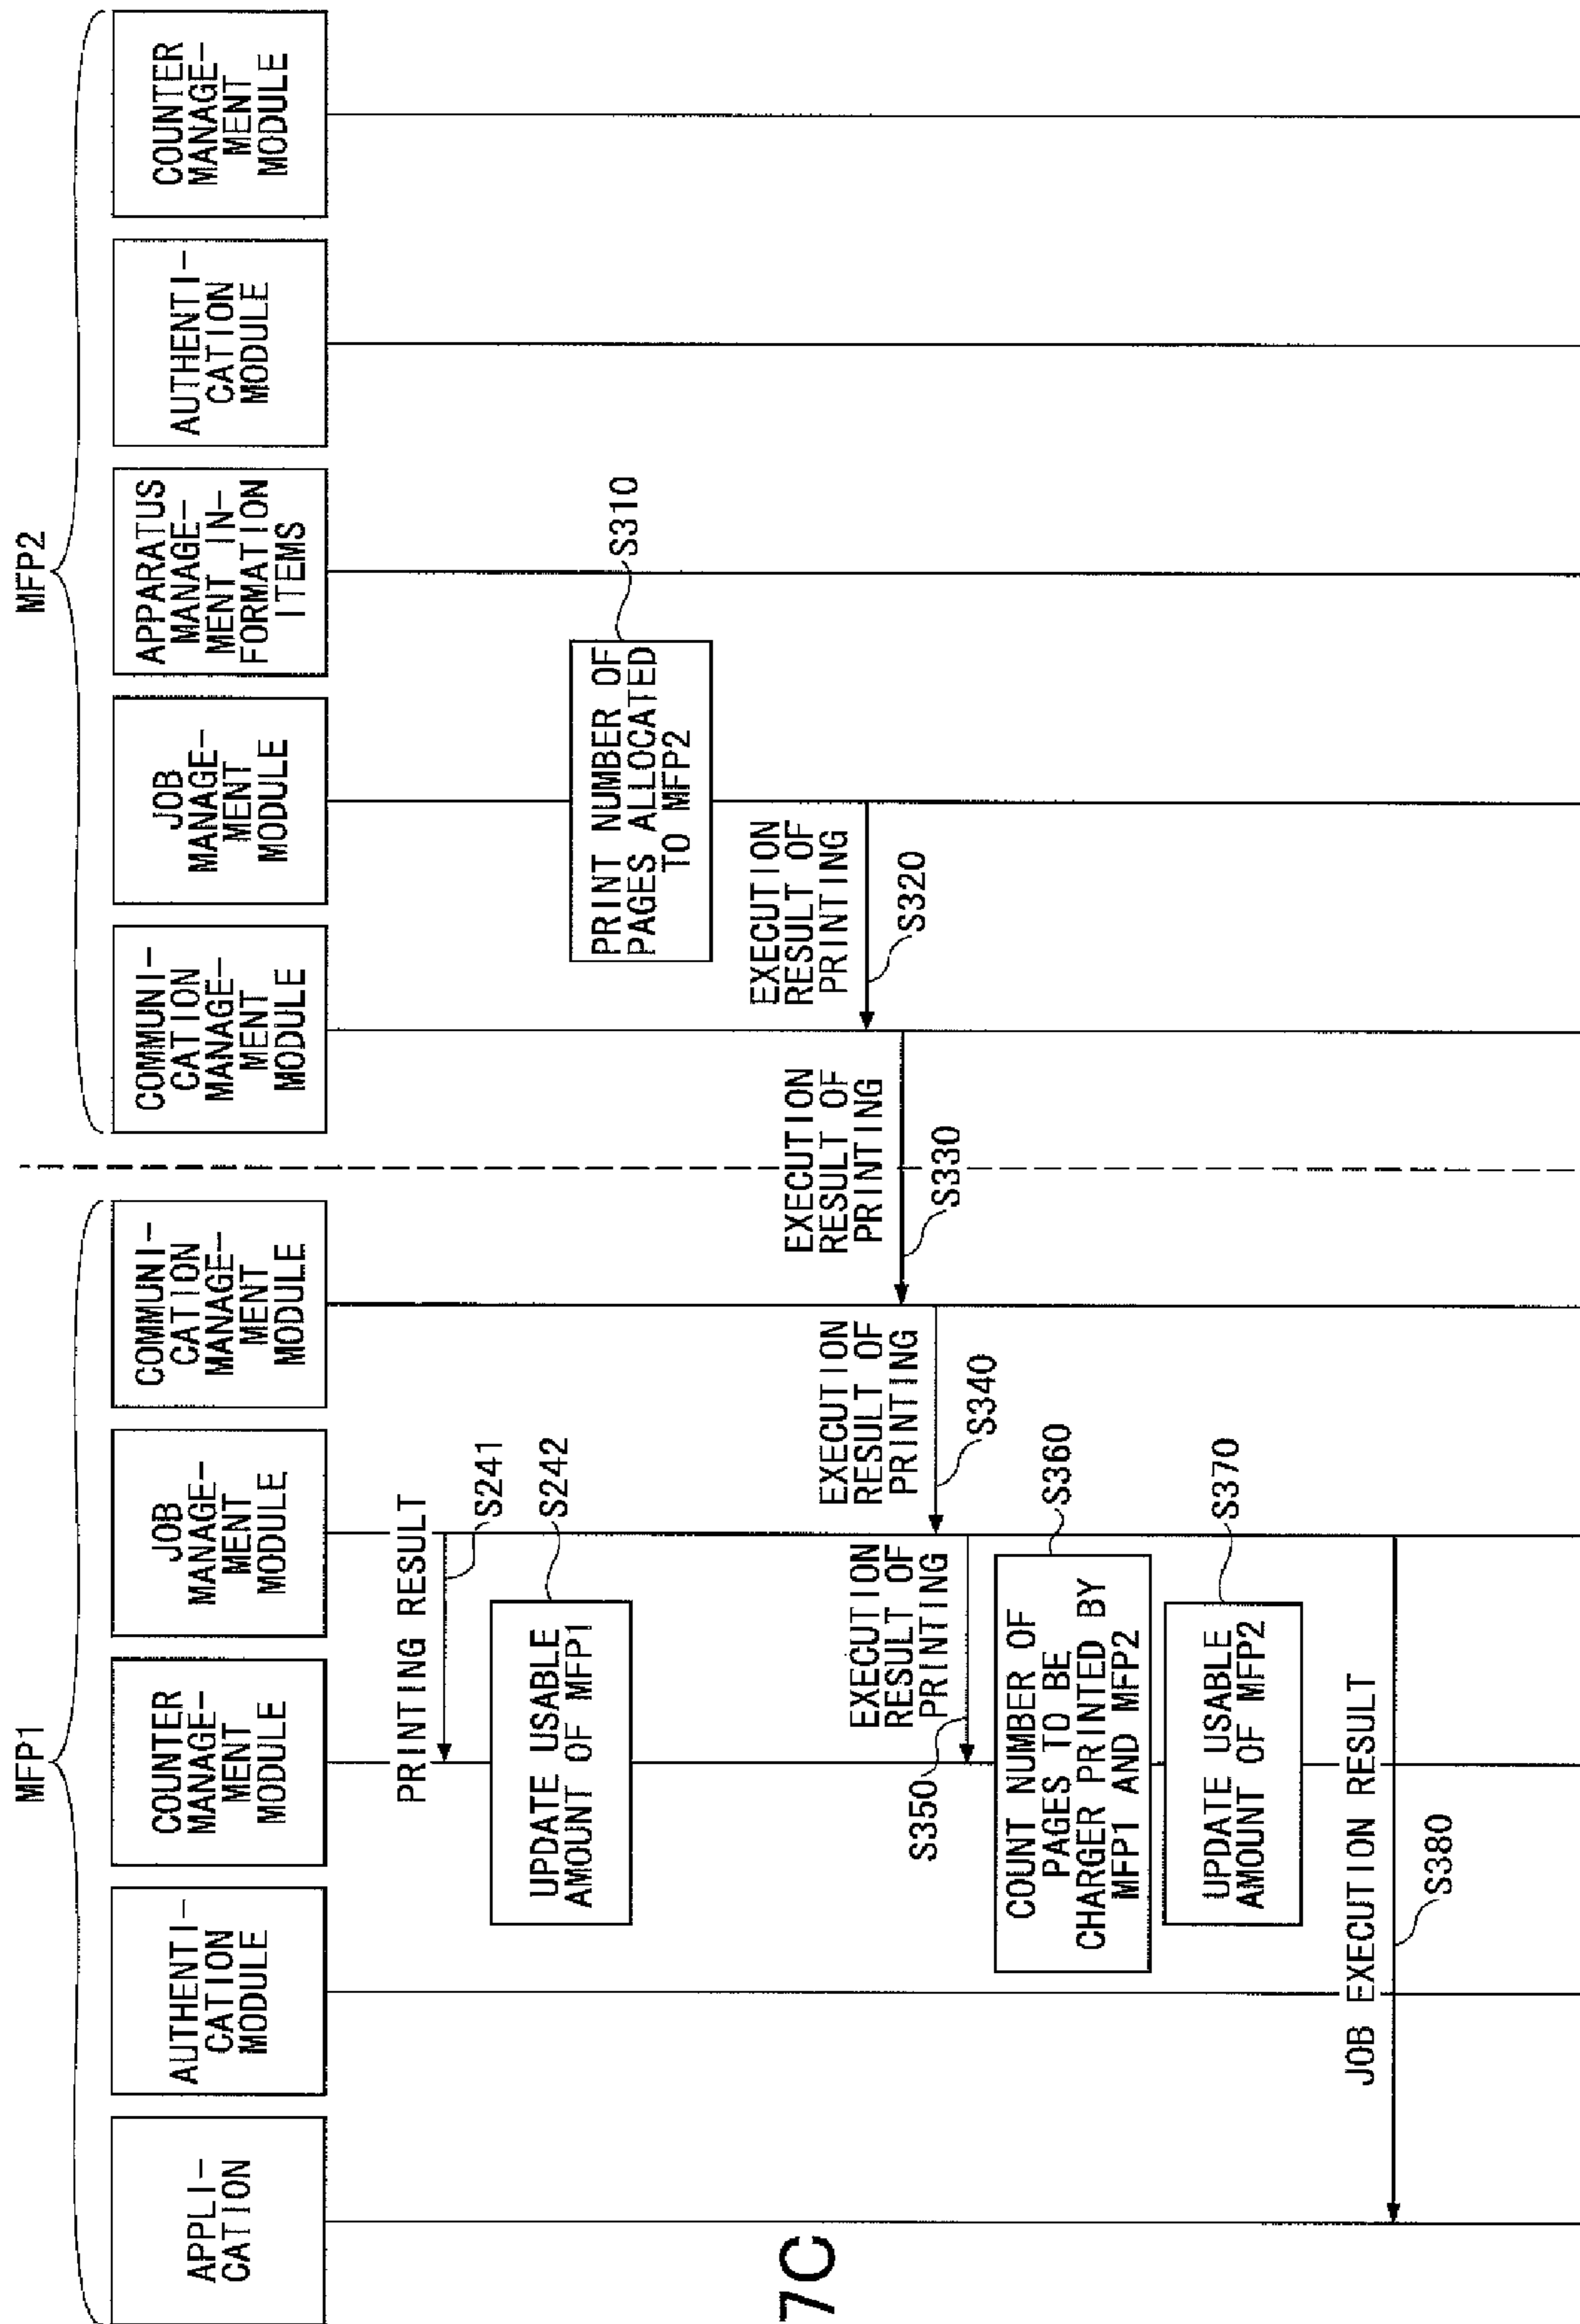 MFP1
MFP2
APPLI-
CATION
AUTHENTI-
CATION
MODULE
COUNTER
MANAGE-
MENT
MODULE
JOB
MANAGE-
MENT
MODULE
COMMUNI-
CATION
MANAGE-
MENT
MODULE
COMMUNI-
CATION
MANAGE-
MENT
MODULE
JOB
MANAGE-
MENT
MODULE
APPARATUS
MANAGE-
MENT IN-
FORMATION
ITEMS
AUTHENTI-
CATION
MODULE
COUNTER
MANAGE-
MENT
MODULE
PRINTING RESULT
S241
UPDATE USABLE
AMOUNT OF MFP1
S242
PRINT NUMBER OF
PAGES ALLOCATED
TO MFP2
S310
EXECUTION
RESULT OF
PRINTING
S320
EXECUTION
RESULT OF
PRINTING
S330
EXECUTION
RESULT OF
PRINTING
S340
EXECUTION
RESULT OF
PRINTING
S350
COUNT NUMBER OF
PAGES TO BE
CHARGER PRINTED BY
MFP1 AND MFP2
S360
UPDATE USABLE
AMOUNT OF MFP2
S370
JOB EXECUTION RESULT
S380
7C